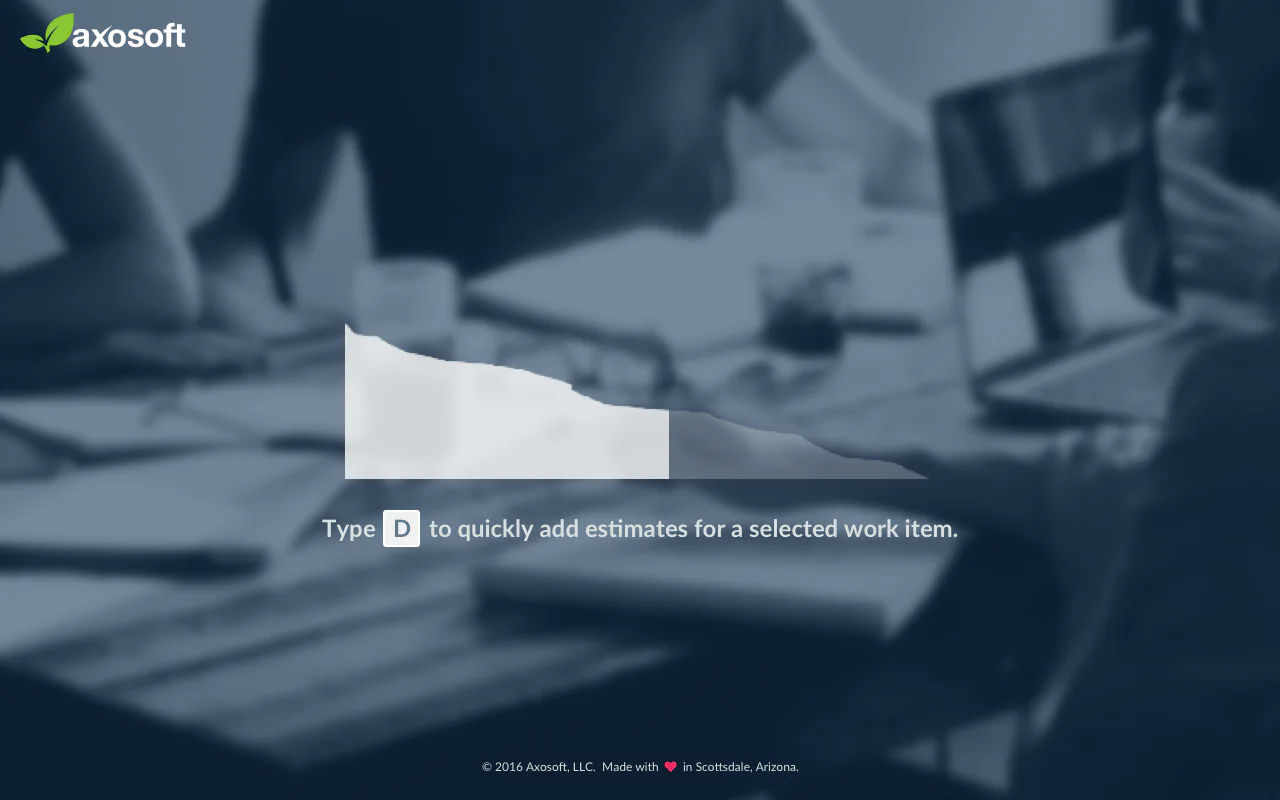 axosoft
Type D to quickly add estimates for a selected work item.
© 2016 Axosoft, LLC. Made with ❤ in Scottsdale, Arizona.